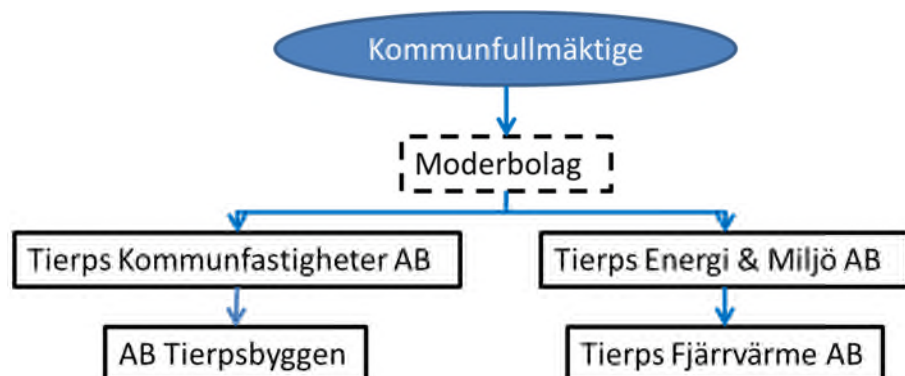 Kommunfullmäktige
Moderbolag
Tierps Kommunfastigheter AB
Tierps Energi & Miljö AB
AB Tierpsbyggen
Tierps Fjärrvärme AB